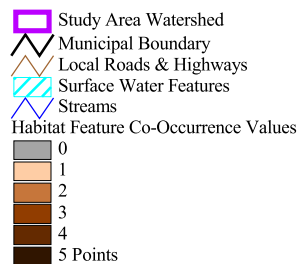 Study Area Watershed
Municipal Boundary
Local Roads & Highways
Surface Water Features
Streams
Habitat Feature Co-Occurrence Values
0
1
2
3
4
5 Points